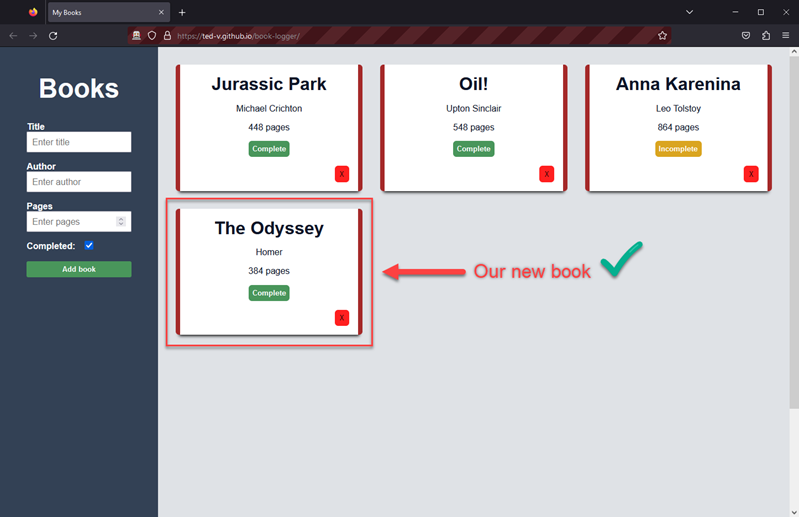 My Books
https://ted-v.github.io/book-logger/
Books
Title
Enter title
Author
Enter author
Pages
Enter pages
Completed:
Add book
Jurassic Park
Michael Crichton
448 pages
Complete
X
Oil!
Upton Sinclair
548 pages
Complete
X
Anna Karenina
Leo Tolstoy
864 pages
Incomplete
X
The Odyssey
Homer
384 pages
Complete
X
Our new book